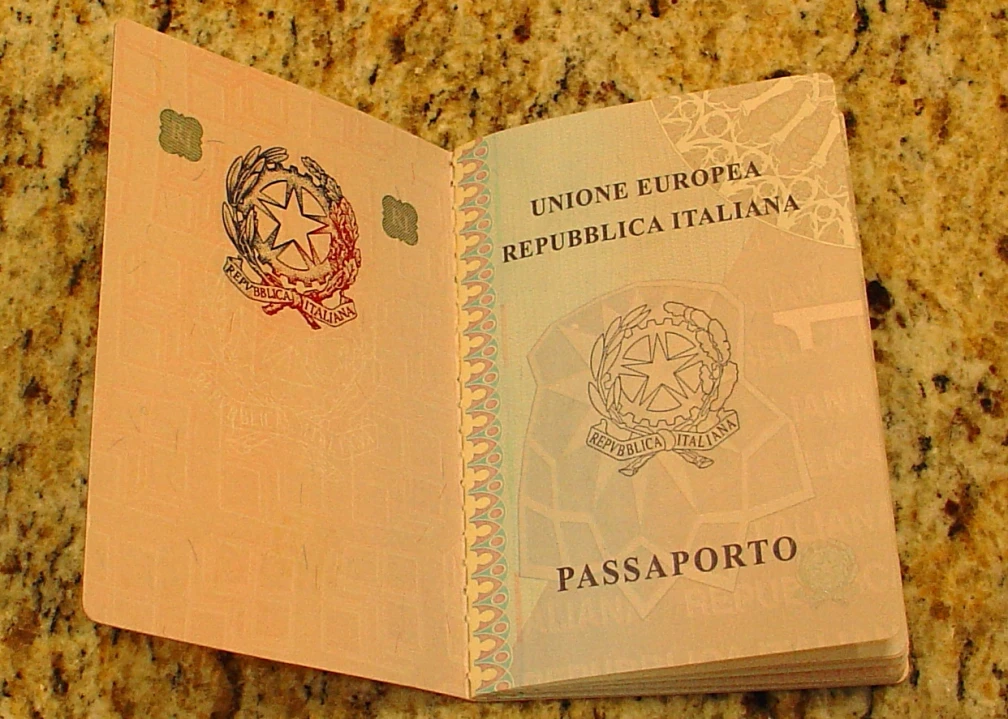 REPVBBLICA ITALIANA
UNIONE EUROPEA
REPUBBLICA ITALIANA
REPVBBLICA ITALIANA
PASSAPORTO